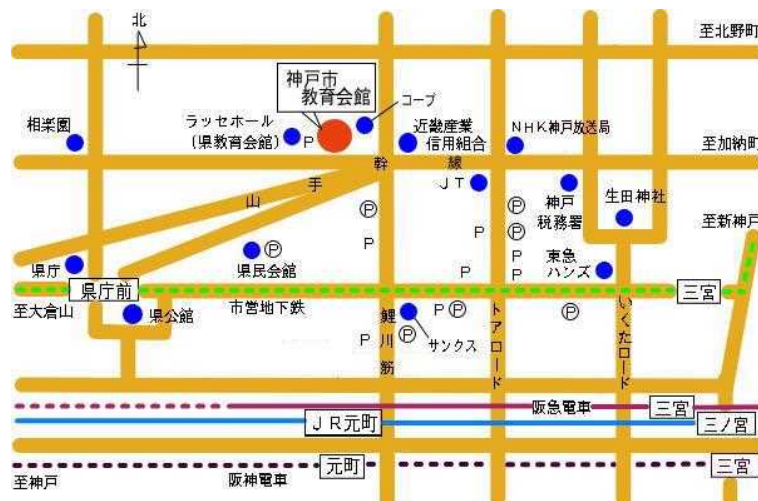 北
至北野町
神戸市
教育会館
コープ
相楽園
ラッセホール
(県教育会館)
P
近畿産業
信用組合
NHK神戸放送局
至加納町
幹
線
手
山
JT
神戸
税務署
生田神社
P
P
P
P
P
P
P
至新神戸
県庁
県民会館
P
東急
ハンズ
県庁前
三宮
至大倉山
市営地下鉄
県公館
鯉川筋
P
P
サンクス
P
P
トアロード
P
いくたロード
阪急電車
三宮
JR元町
三ノ宮
元町
三宮
至神戸
阪神電車